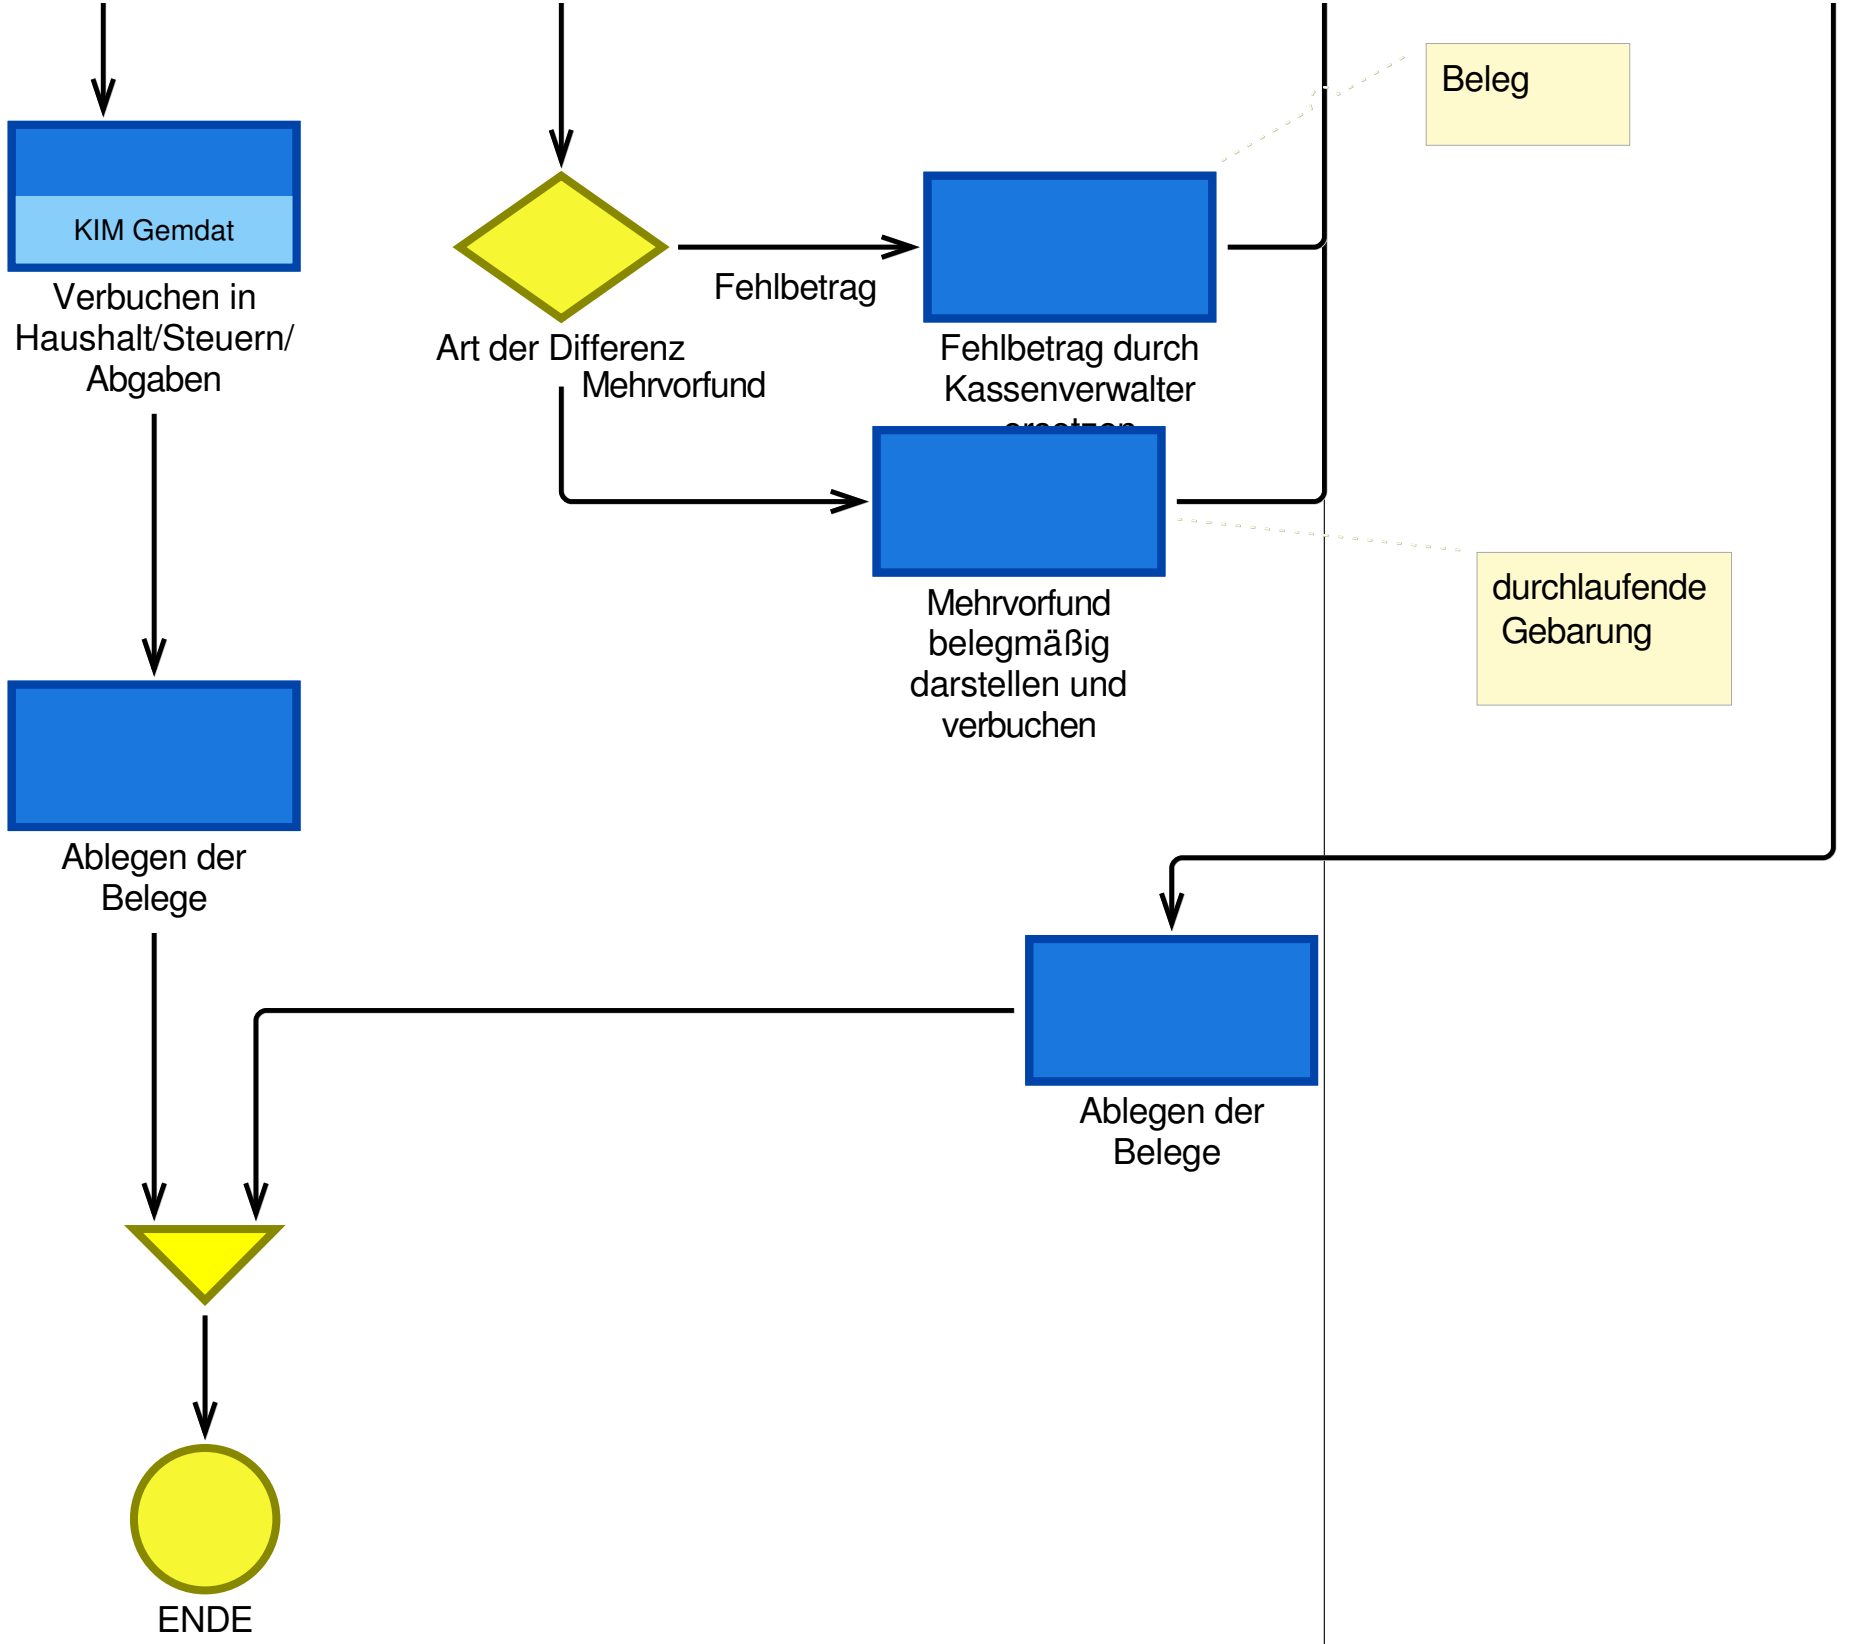 Beleg
KIM Gemdat
Verbuchen in
Haushalt/Steuern/
Abgaben
Fehlbetrag
Art der Differenz
Mehrvorfund
Fehlbetrag durch
Kassenverwalter
ersetzen
durchlaufende
Gebarung
Mehrvorfund
belegmäßig
darstellen und
verbuchen
Ablegen der
Belege
Ablegen der
Belege
ENDE